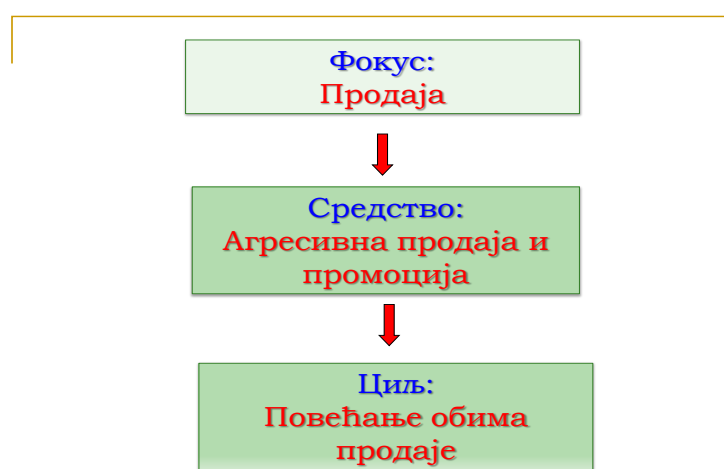 Фокус:
Продаја
Средство:
Агресивна продаја и
промоција
Циљ:
Повећање обима
продаје